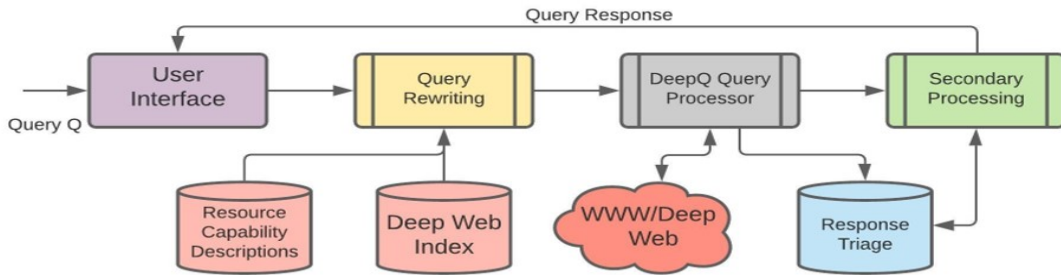 Query Response
User
Interface
Query
Rewriting
DeepQ Query
Processor
Secondary
Processing
Query Q
Resource
Capability
Descriptions
Deep Web
Index
WWW/Deep
Web
Response
Triage